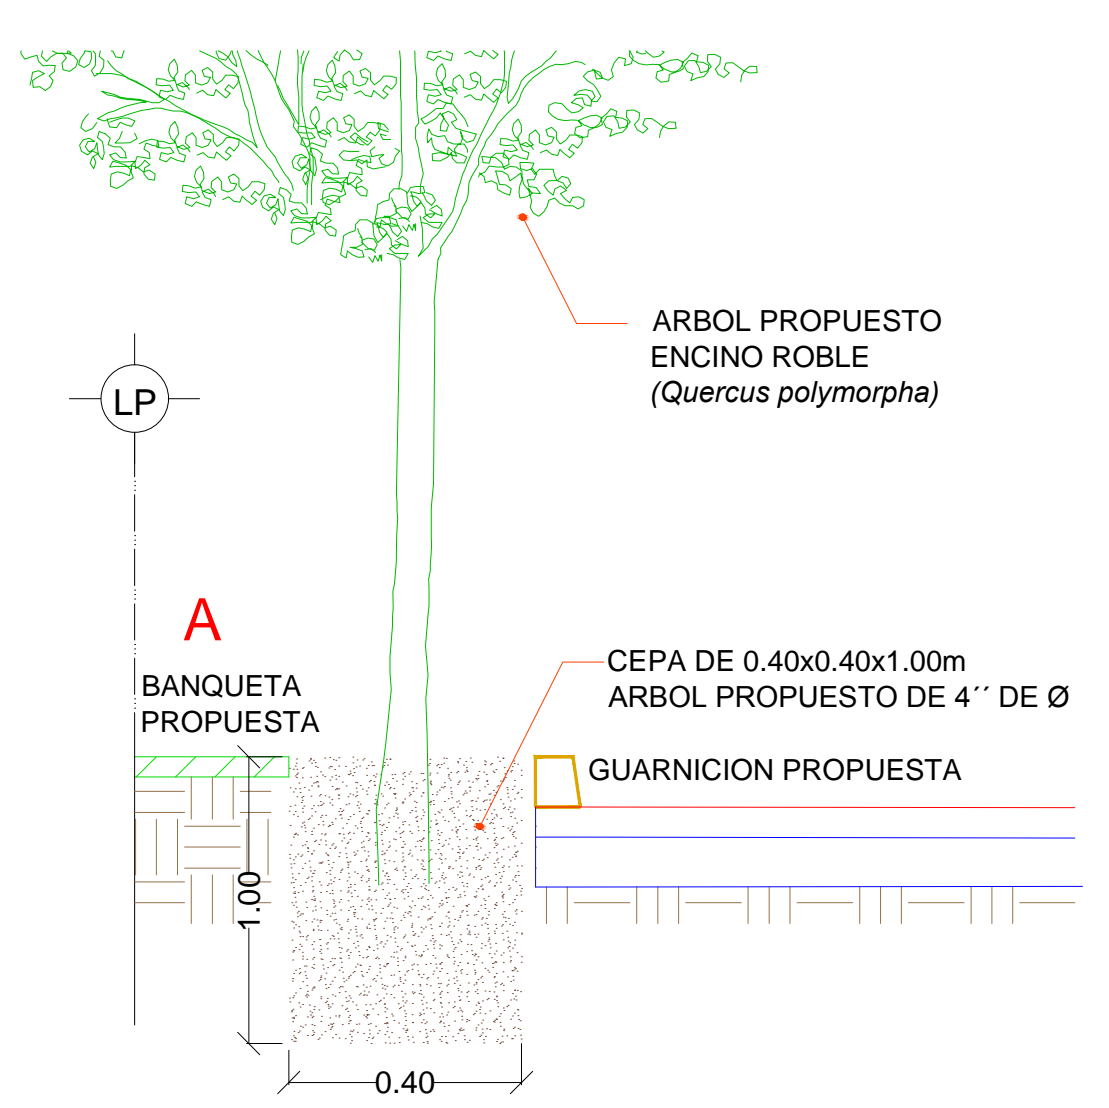 ARBOL PROPUESTO
ENCINO ROBLE
(Quercus polymorpha)
LP
A
BANQUETA
PROPUESTA
CEPA DE 0.40x0.40x1.00m
ARBOL PROPUESTO DE 4´´ DE Ø
GUARNICION PROPUESTA
1.00
0.40